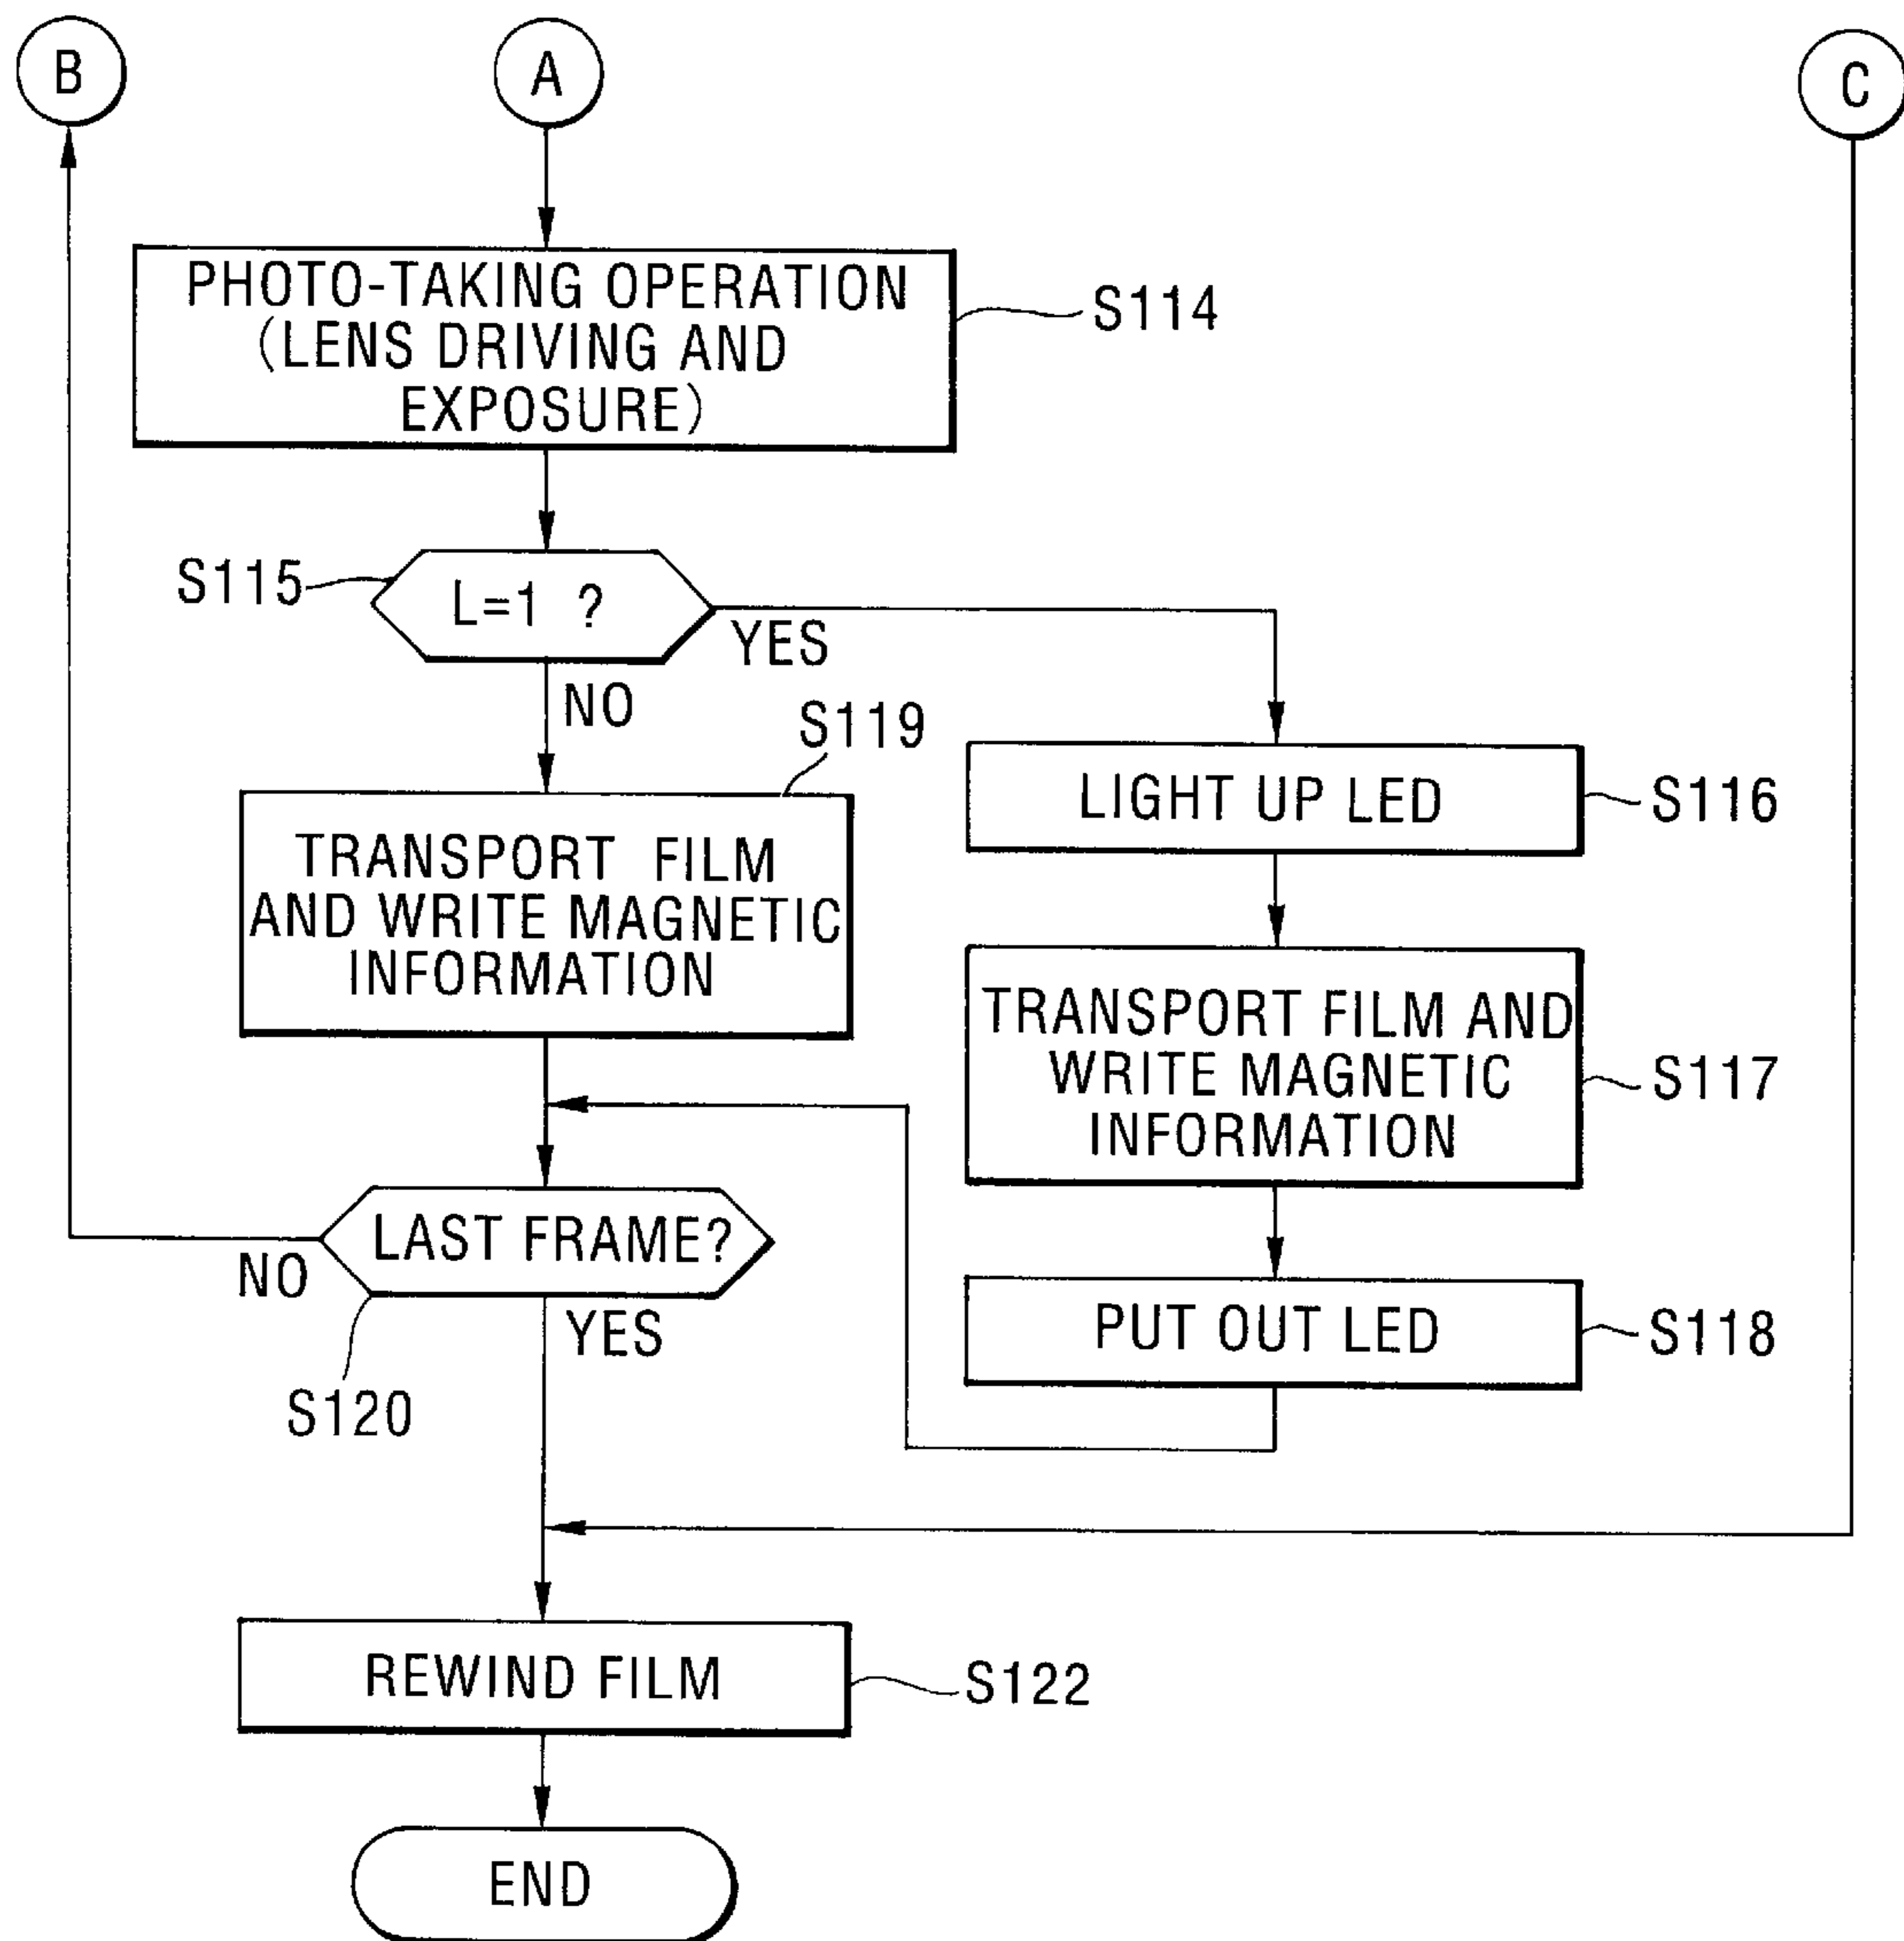 B
A
C
PHOTO-TAKING OPERATION
(LENS DRIVING AND
EXPOSURE)
S114
S115
L=1 ?
YES
NO
S119
TRANSPORT FILM
AND WRITE MAGNETIC
INFORMATION
LIGHT UP LED
S116
TRANSPORT FILM AND
WRITE MAGNETIC
INFORMATION
S117
LAST FRAME?
NO
YES
S120
PUT OUT LED
S118
REWIND FILM
S122
END